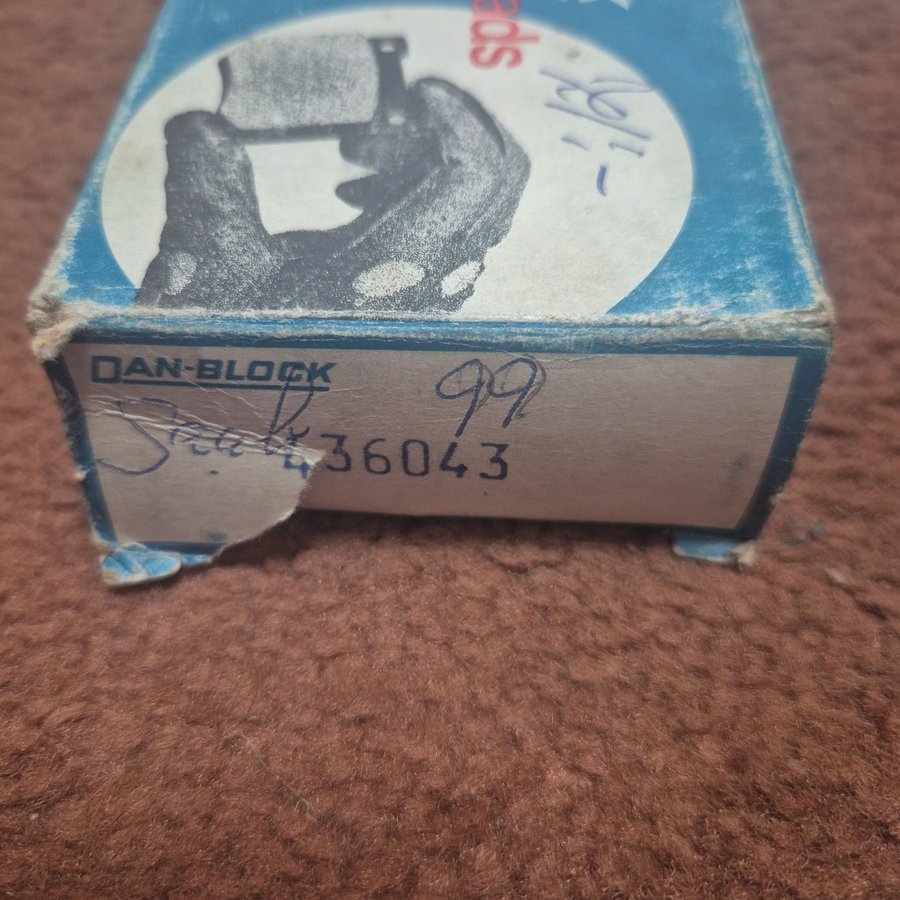 ads
DAN-BLOCK
Saab 99
436043